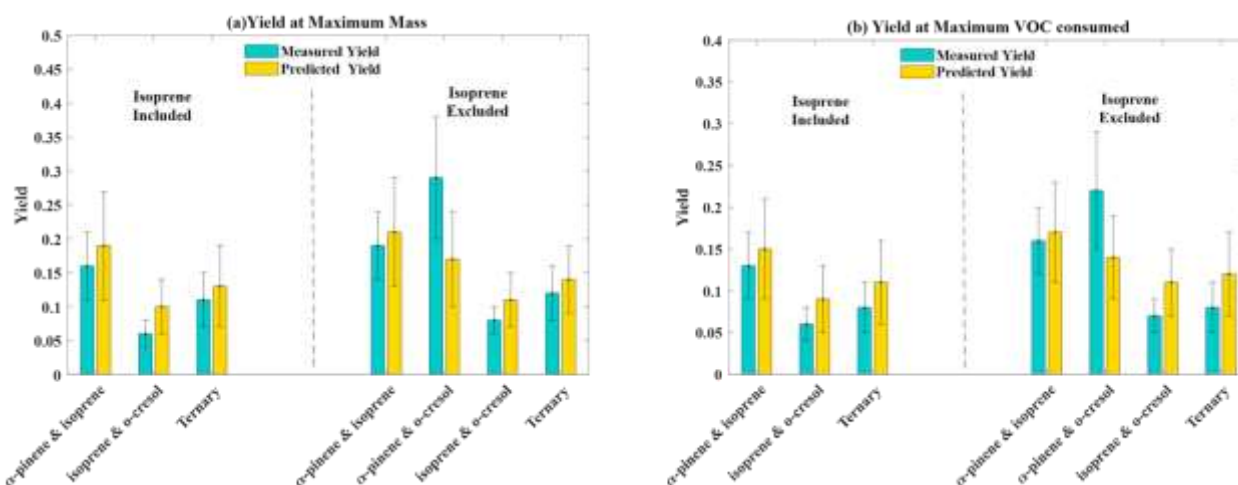 (a)Yield at Maximum Mass
0.5
0.45
0.4
0.35
0.3
0.25
0.2
0.15
0.1
0.05
0
Yield
Measured Yield
Predicted Yield
Isoprene
Included
Isoprene
Excluded
α-pinene & isoprene
isoprene & o-cresol
Ternary
α-pinene & isoprene
α-pinene & o-cresol
isoprene & o-cresol
Ternary
(b) Yield at Maximum VOC consumed
0.4
0.35
0.3
0.25
0.2
0.15
0.1
0.05
0
Yield
Measured Yield
Predicted Yield
Isoprene
Included
Isoprene
Excluded
α-pinene & isoprene
isoprene & o-cresol
Ternary
α-pinene & isoprene
α-pinene & o-cresol
isoprene & o-cresol
Ternary